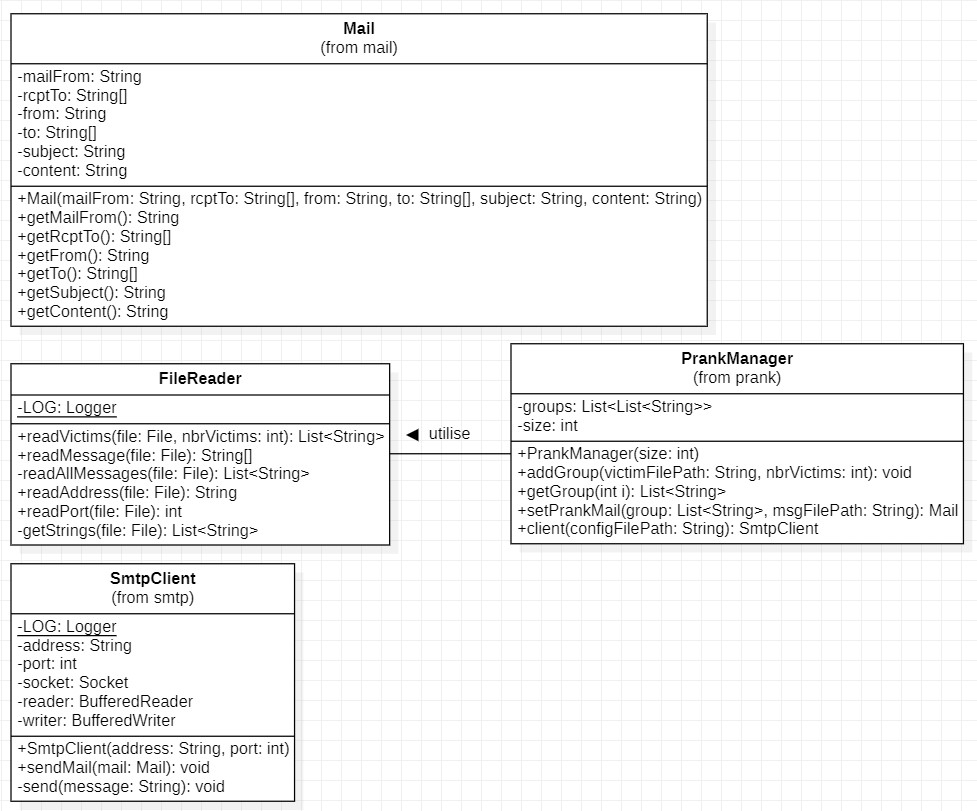 Mail
(from mail)
-mailFrom: String
-rcptTo: String[]
-from: String
-to: String[]
-subject: String
-content: String
+Mail(mailFrom: String, rcptTo: String[], from: String, to: String[], subject: String, content: String)
+getMailFrom(): String
+getRcptTo(): String[]
+getFrom(): String
+getTo(): String[]
+getSubject(): String
+getContent(): String
FileReader
-LOG: Logger
+readVictims(file: File, nbrVictims: int): List<String>
+readMessage(file: File): String[]
-readAllMessages(file: File): List<String>
+readAddress(file: File): String
+readPort(file: File): int
-getStrings(file: File): List<String>
◀ utilise
PrankManager
(from prank)
-groups: List<List<String>>
-size: int
+PrankManager(size: int)
+addGroup(victimFilePath: String, nbrVictims: int): void
+getGroup(int i): List<String>
+setPrankMail(group: List<String>, msgFilePath: String): Mail
+client(configFilePath: String): SmtpClient
SmtpClient
(from smtp)
-LOG: Logger
-address: String
-port: int
-socket: Socket
-reader: BufferedReader
-writer: BufferedWriter
+SmtpClient(address: String, port: int)
+sendMail(mail: Mail): void
-send(message: String): void